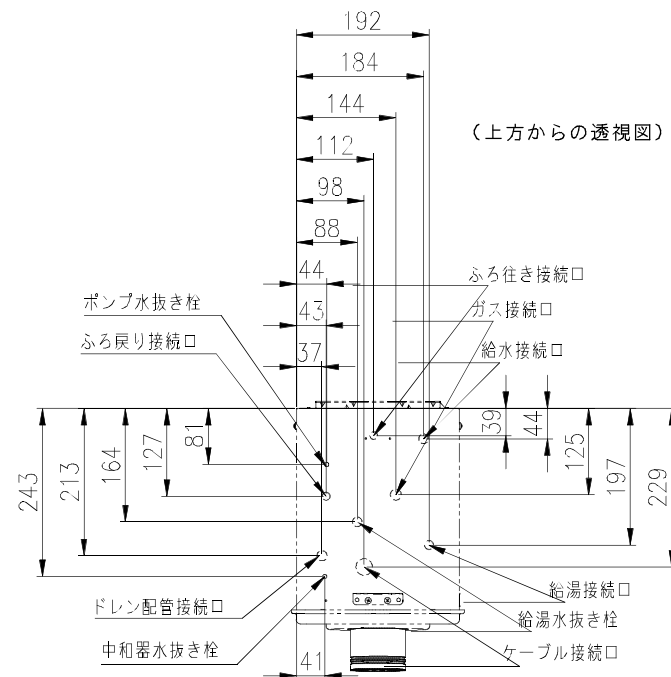 192
184
144
(上方からの透視図)
112
98
88
44
ふろ往き接続口
ポンプ水抜き栓
43
ガス接続口
ふろ戻り接続口
37
給水接続口
243
213
164
127
81
39
44
125
197
229
給湯接続口
ドレン配管接続口
給湯水抜き栓
中和器水抜き栓
41
ケーブル接続口